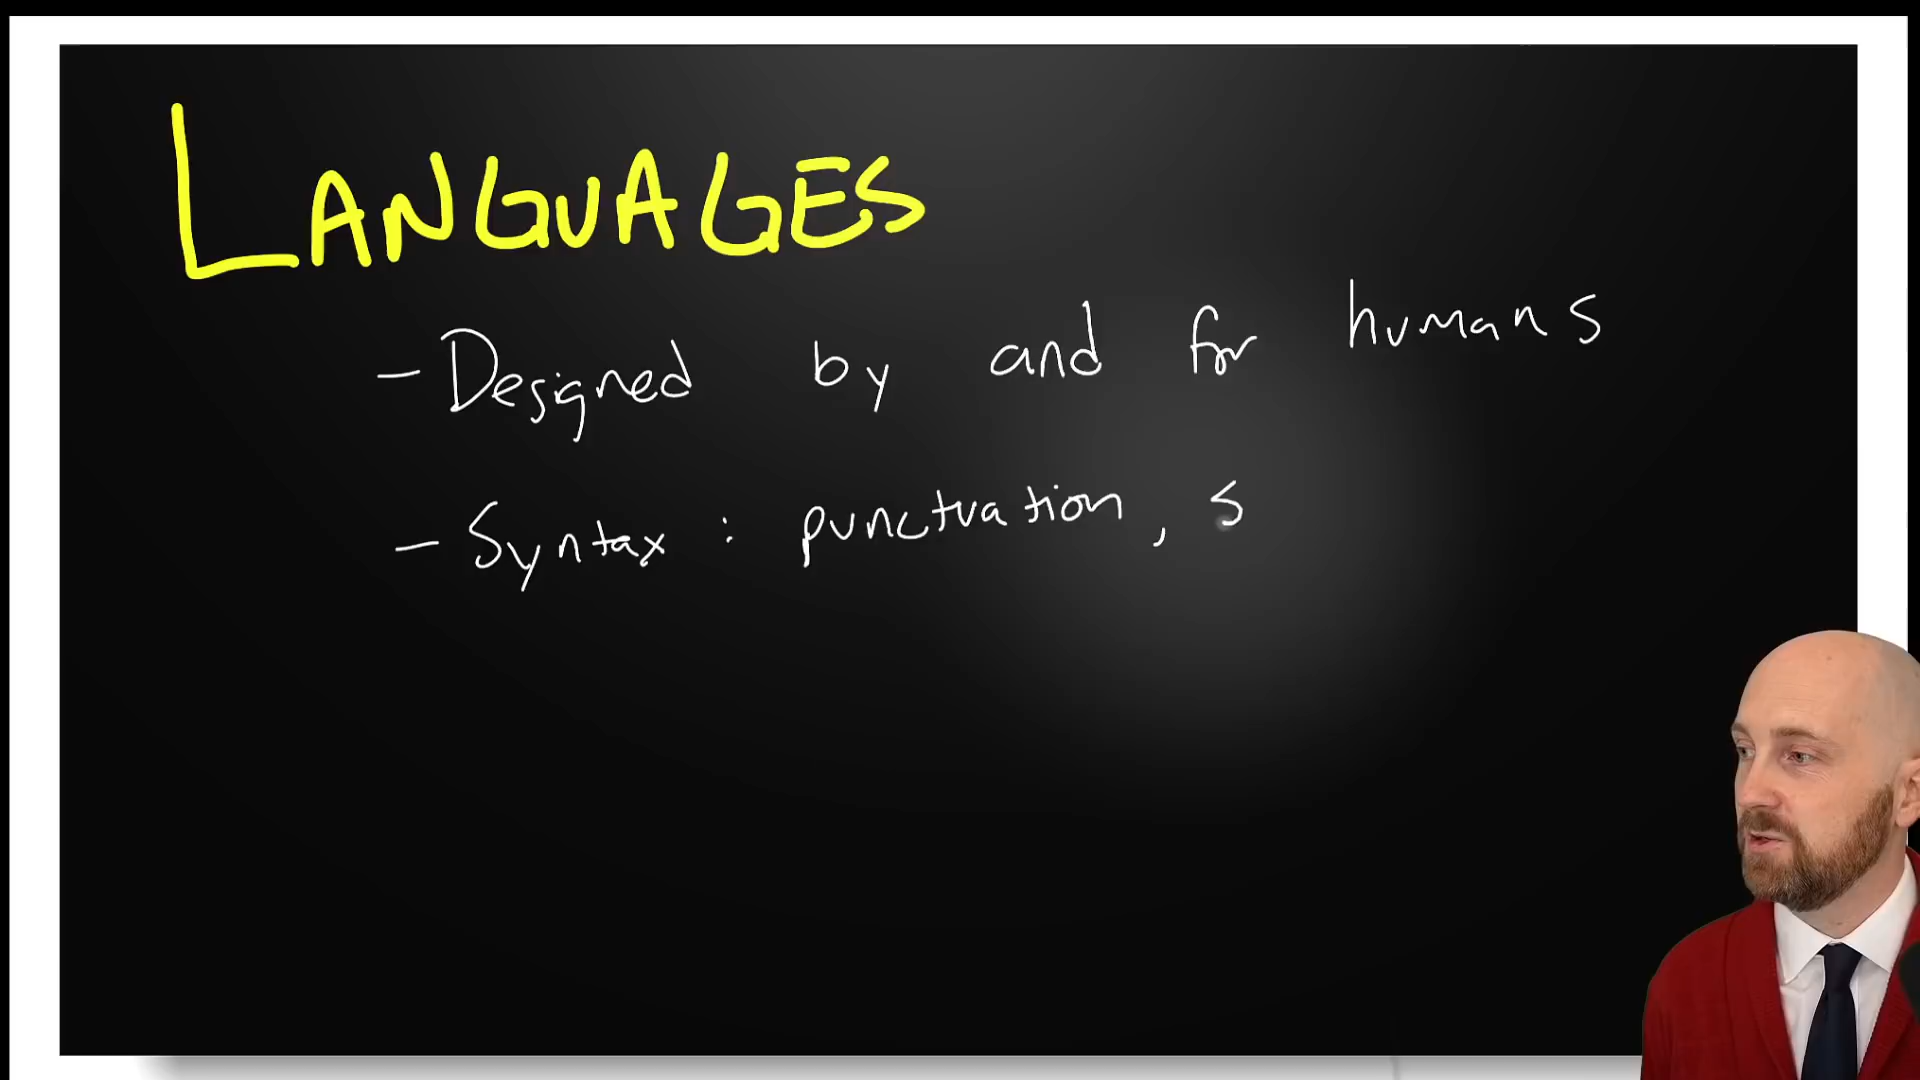 LANGUAGES
- Designed by and for humans
- Syntax : punctuation, s